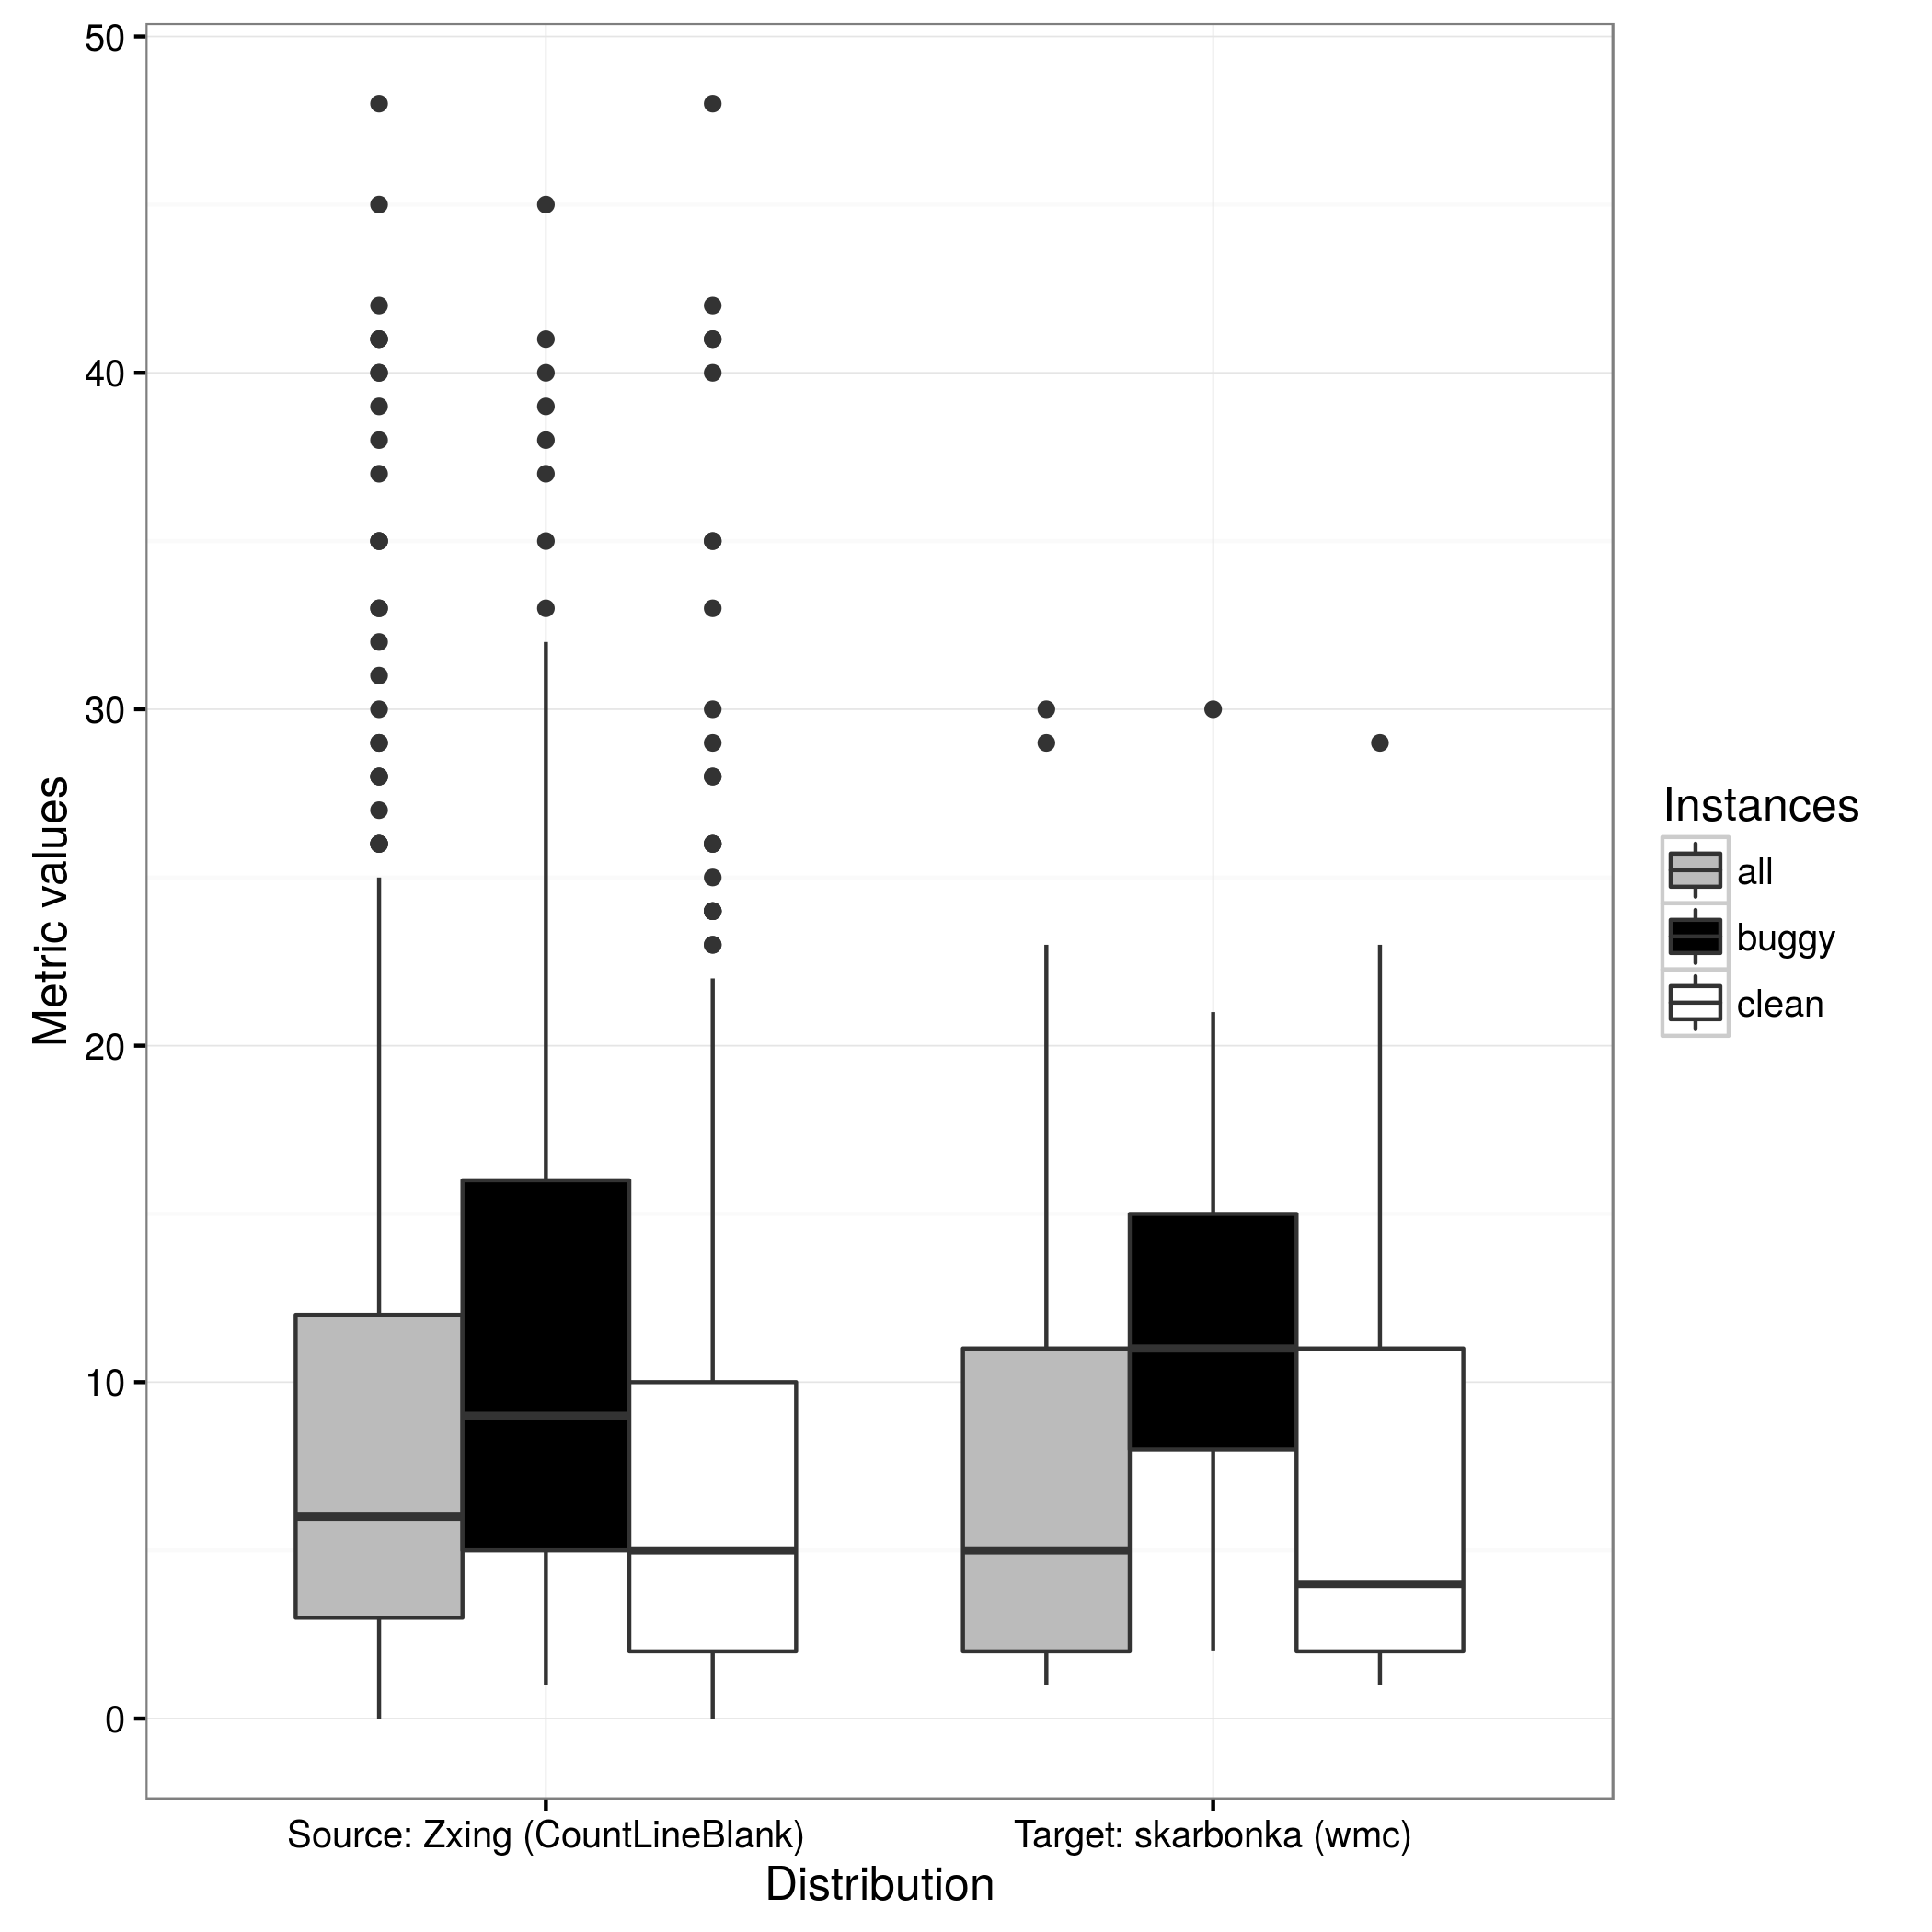 50
40
30
20
10
0
Metric values
Source: Zxing (CountLineBlank)
Target: skarbonka (wmc)
Distribution
Instances
all
buggy
clean